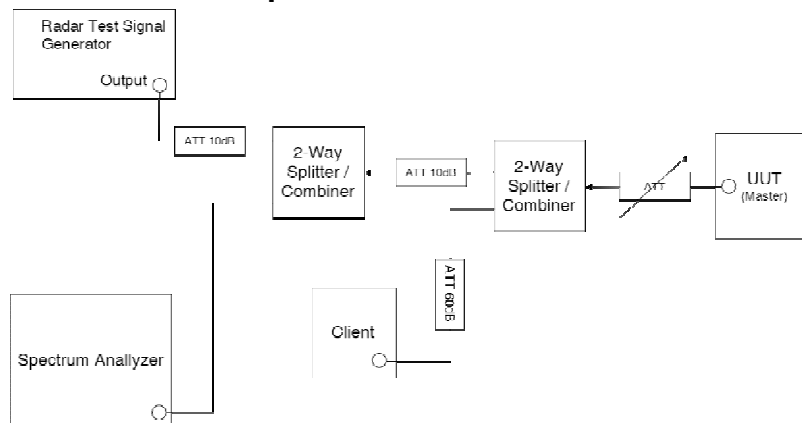 Radar Test Signal
Generator
Output
ATT 10dB
2-Way
Splitter /
Combiner
ATT 10dB
2-Way
Splitter /
Combiner
ATT
UUT
(Master)
ATT 60dB
Client
Spectrum Anallyzer